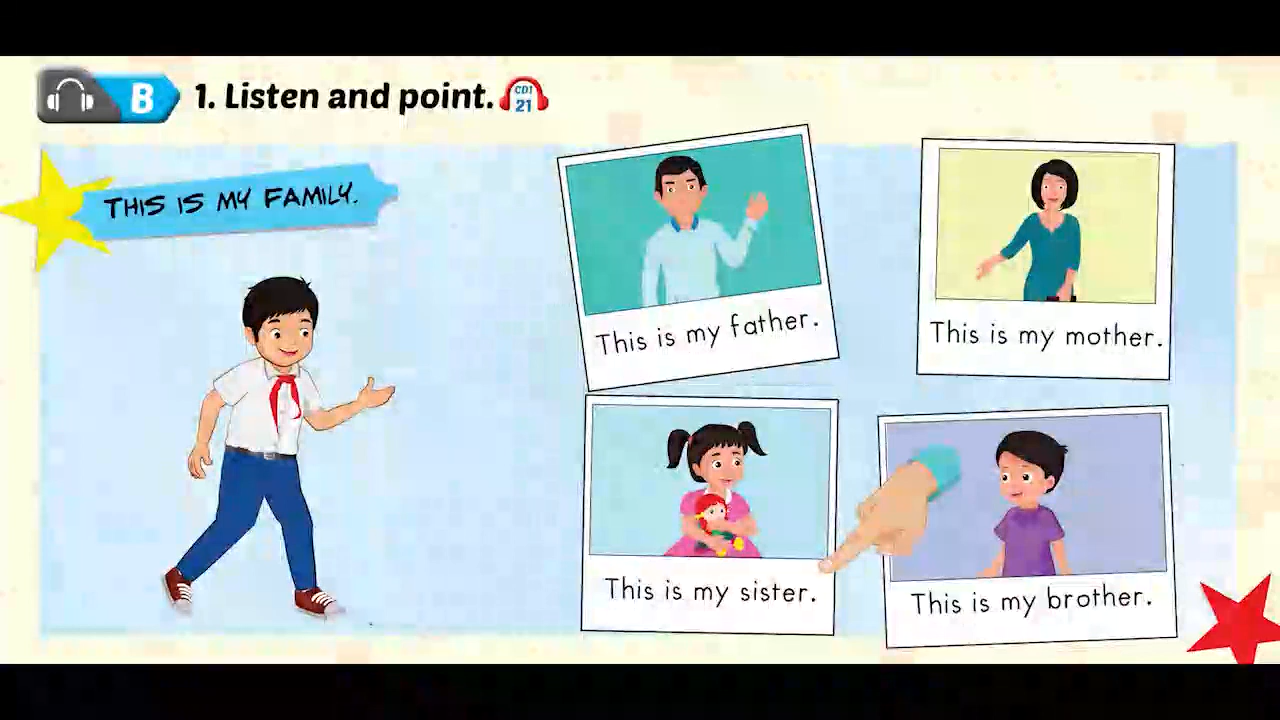 B
1. Listen and point.
CD1
21
THIS IS MY FAMILY.
This is my father.
This is my mother.
This is my sister.
This is my brother.